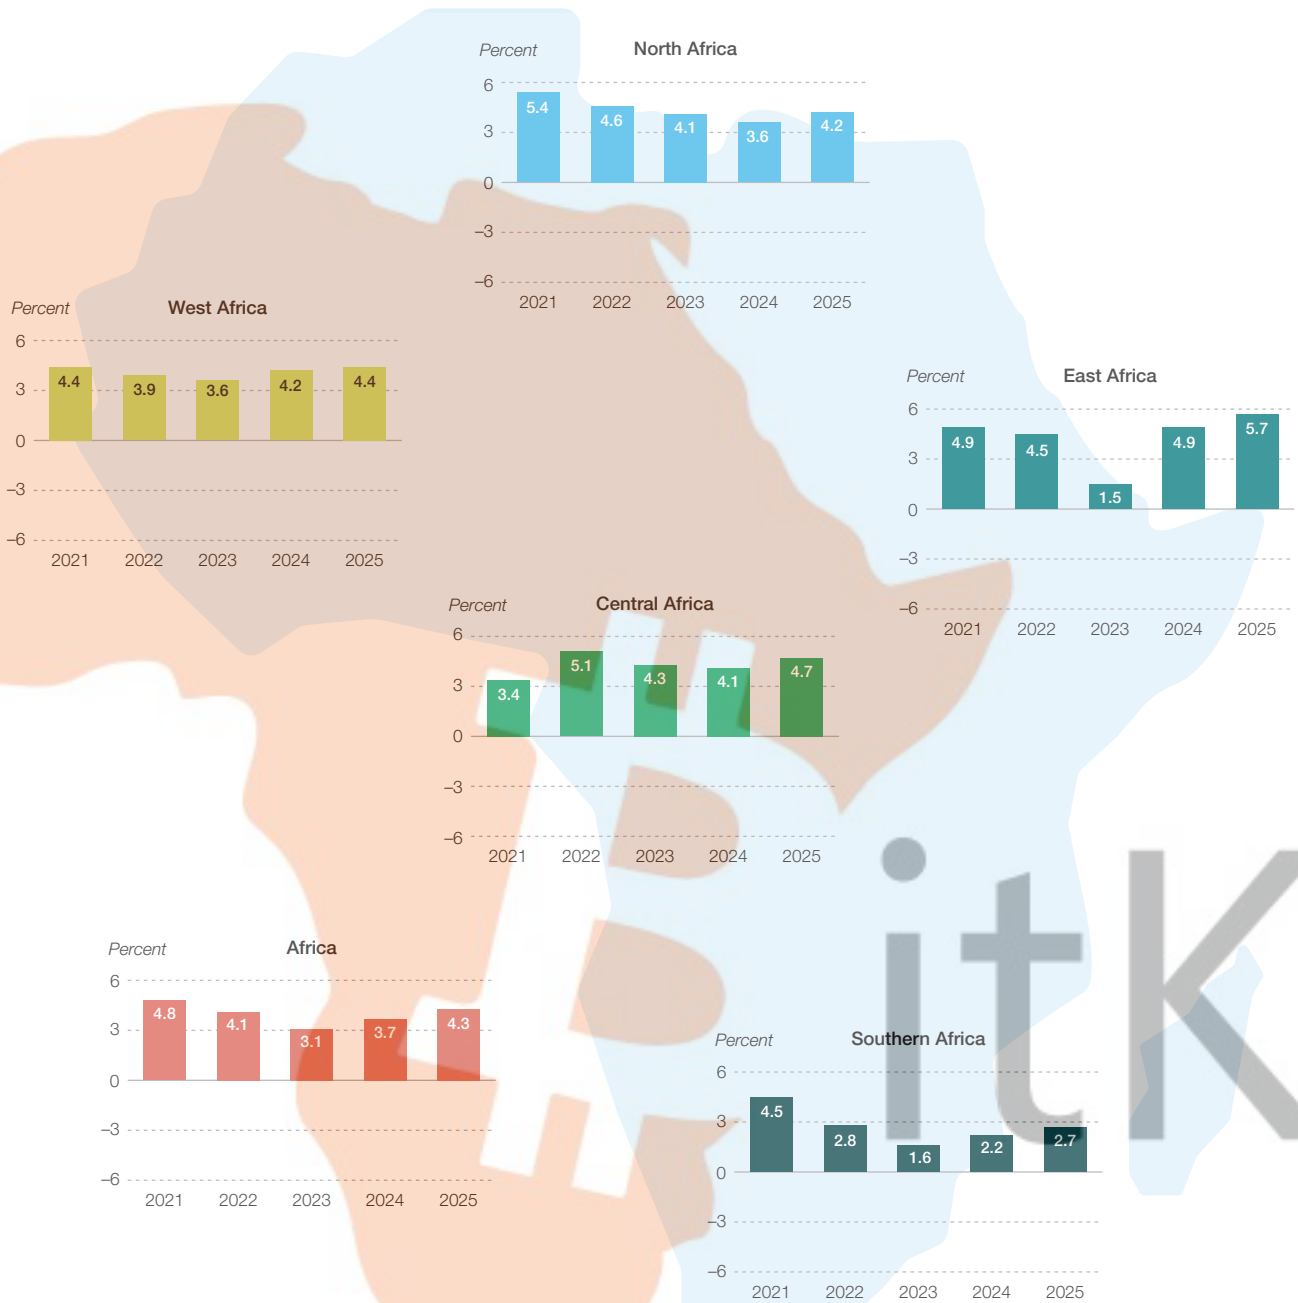 Percent North Africa
6
5.4 4.6 4.1 3.6 4.2
3
0
–3
–6
2021 2022 2023 2024 2025
Percent West Africa
6
4.4 3.9 3.6 4.2 4.4
3
0
–3
–6
2021 2022 2023 2024 2025
Percent East Africa
6
4.9 4.5 1.5 4.9 5.7
3
0
–3
–6
2021 2022 2023 2024 2025
Percent Central Africa
6
3.4 5.1 4.3 4.1 4.7
3
0
–3
–6
2021 2022 2023 2024 2025
Percent Africa
6
4.8 4.1 3.1 3.7 4.3
3
0
–3
–6
2021 2022 2023 2024 2025
Percent Southern Africa
6
4.5 2.8 1.6 2.2 2.7
3
0
–3
–6
2021 2022 2023 2024 2025
itK